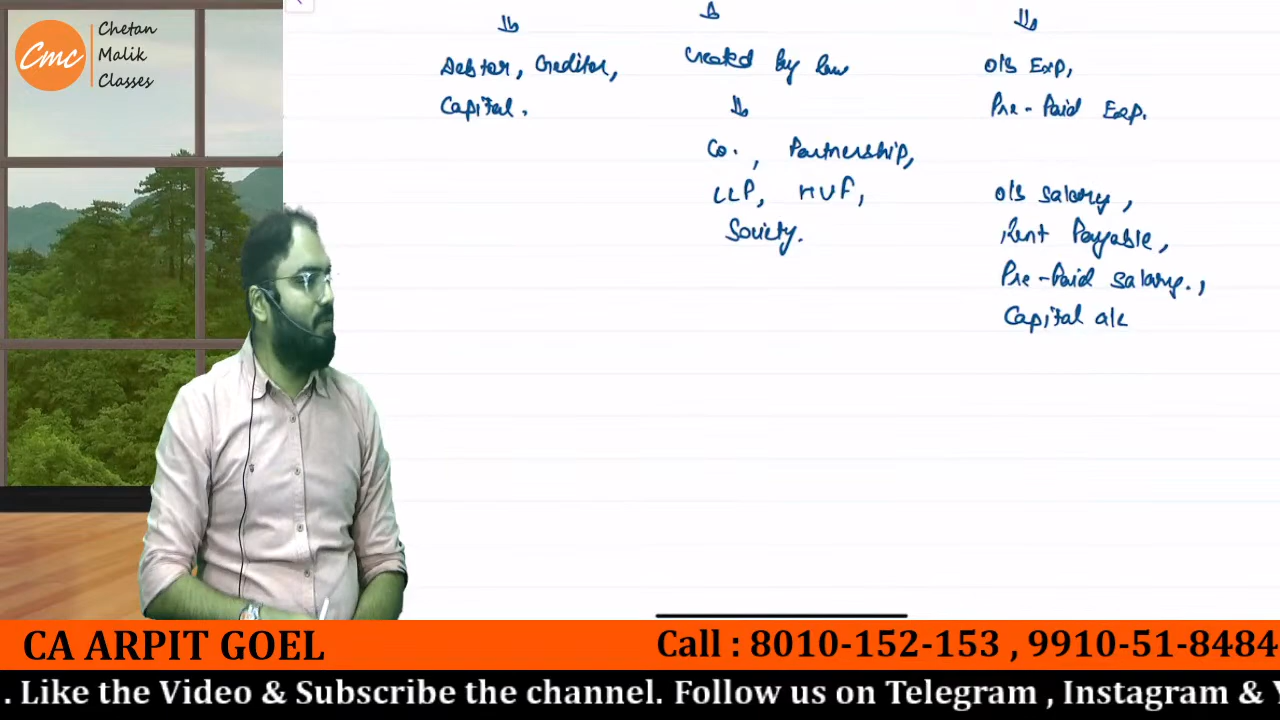 Cmc
Chetan
Malik
Classes
Debtor, Creditor,
Capital.
Created by law
Co., Partnership,
LLP, HUF,
Society.
O/S Exp,
Pre-Paid Exp.
O/S Salary,
Rent Payable,
Pre-Paid Salary.,
Capital a/c
CA ARPIT GOEL
Call : 8010-152-153 , 9910-51-8484
. Like the Video & Subscribe the channel. Follow us on Telegram , Instagram & Y